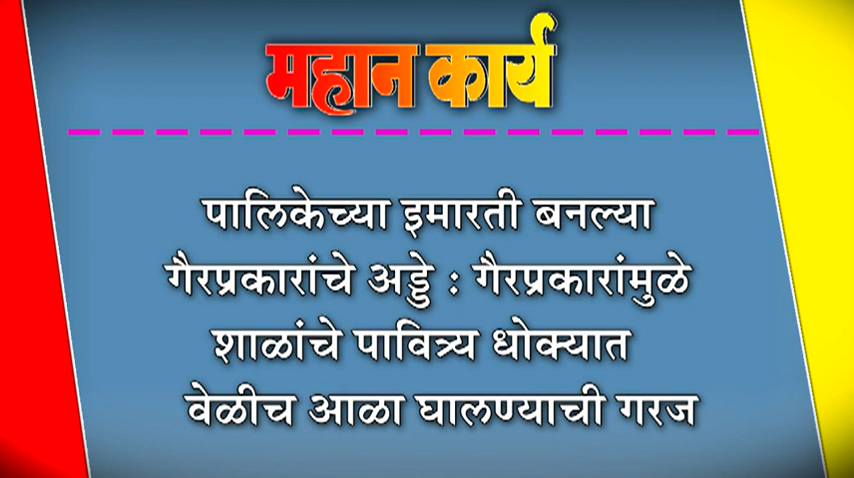 महान कार्य
पालिकेच्या इमारती बनल्या
गैरप्रकारांचे अड्डे : गैरप्रकारांमुळे
शाळांचे पावित्र्य धोक्यात
वेळीच आळा घालण्याची गरज